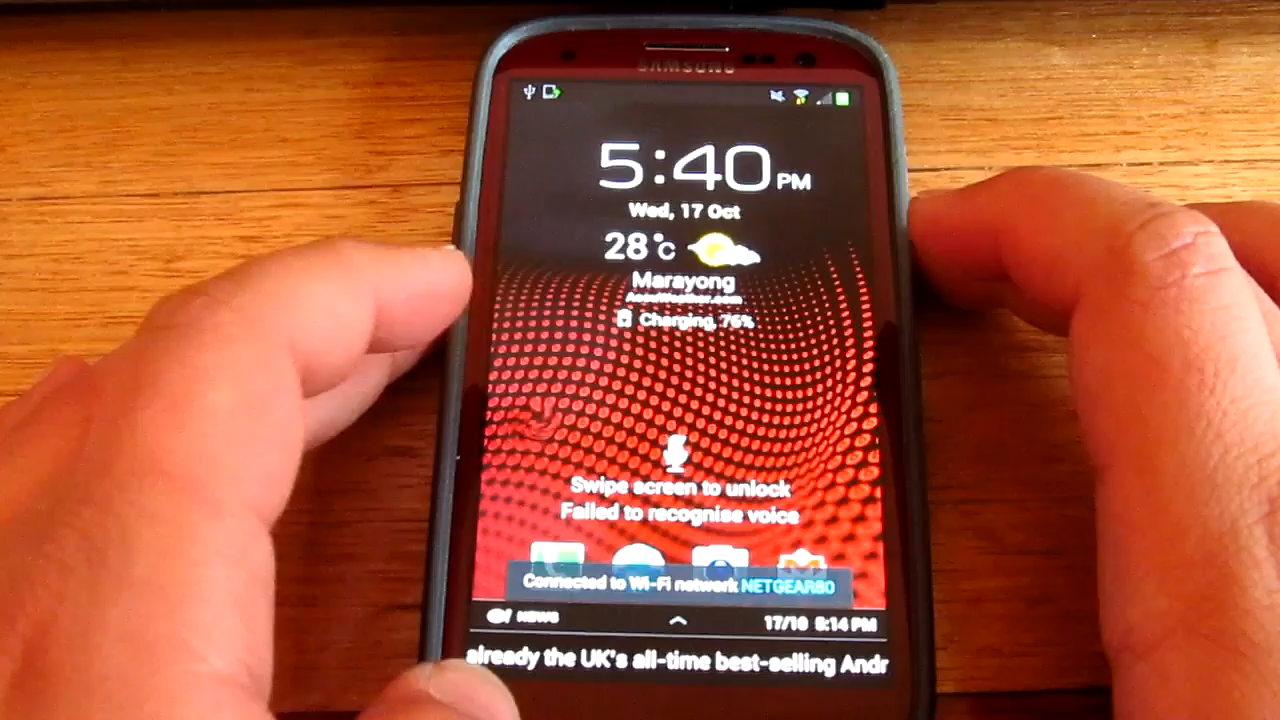 SAMSUNG
5:40 PM
Wed, 17 Oct
28°C
Marayong
AccuWeather.com
Charging, 76%
Swipe screen to unlock
Failed to recognise voice
Connected to Wi-Fi network NETGEAR80
NEWS 17/10 5:14 PM
already the UK's all-time best-selling Andr